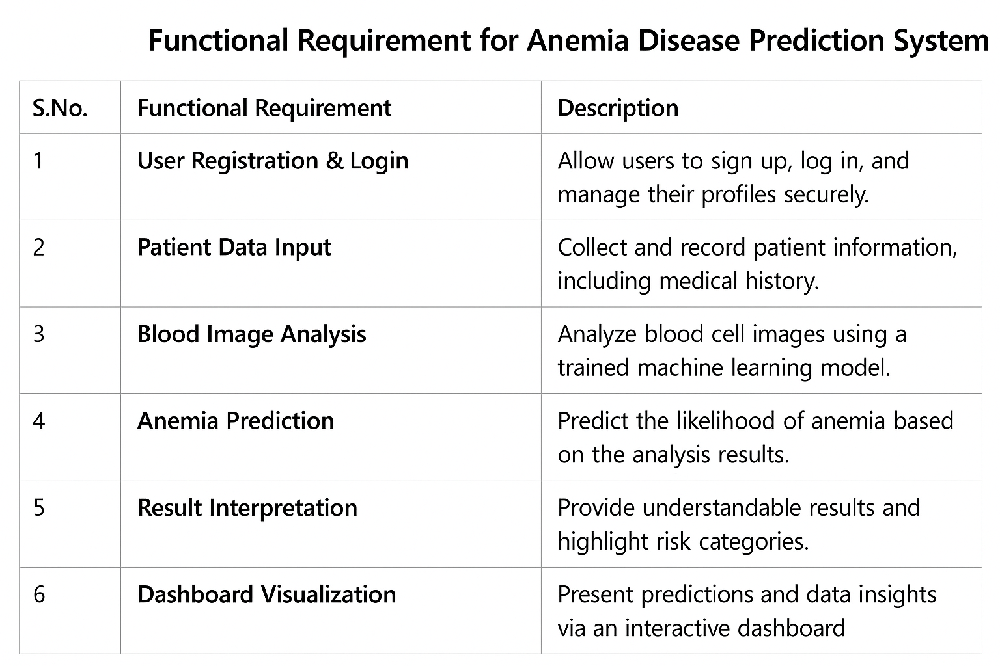 Functional Requirement for Anemia Disease Prediction System
S.No. Functional Requirement Description
1 User Registration & Login Allow users to sign up, log in, and
manage their profiles securely.
2 Patient Data Input Collect and record patient information,
including medical history.
3 Blood Image Analysis Analyze blood cell images using a
trained machine learning model.
4 Anemia Prediction Predict the likelihood of anemia based
on the analysis results.
5 Result Interpretation Provide understandable results and
highlight risk categories.
6 Dashboard Visualization Present predictions and data insights
via an interactive dashboard